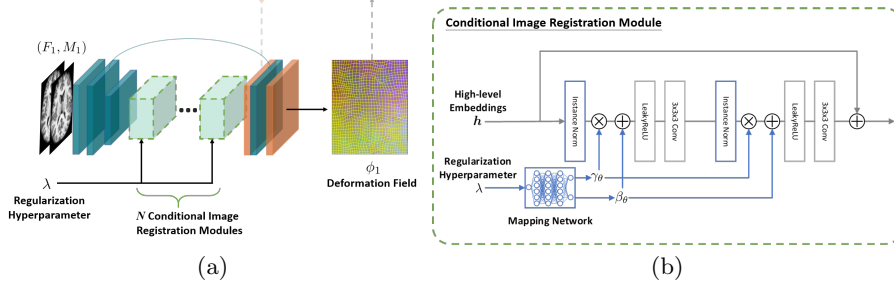 (F₁, M₁)
λ
Regularization
Hyperparameter
N Conditional Image
Registration Modules
ϕ₁
Deformation Field
(a)
Conditional Image Registration Module
High-level
Embeddings
h
Instance Norm
LeakyReLU
3x3x3 Conv
Instance Norm
LeakyReLU
3x3x3 Conv
Regularization
Hyperparameter
λ
γθ
βθ
Mapping Network
(b)